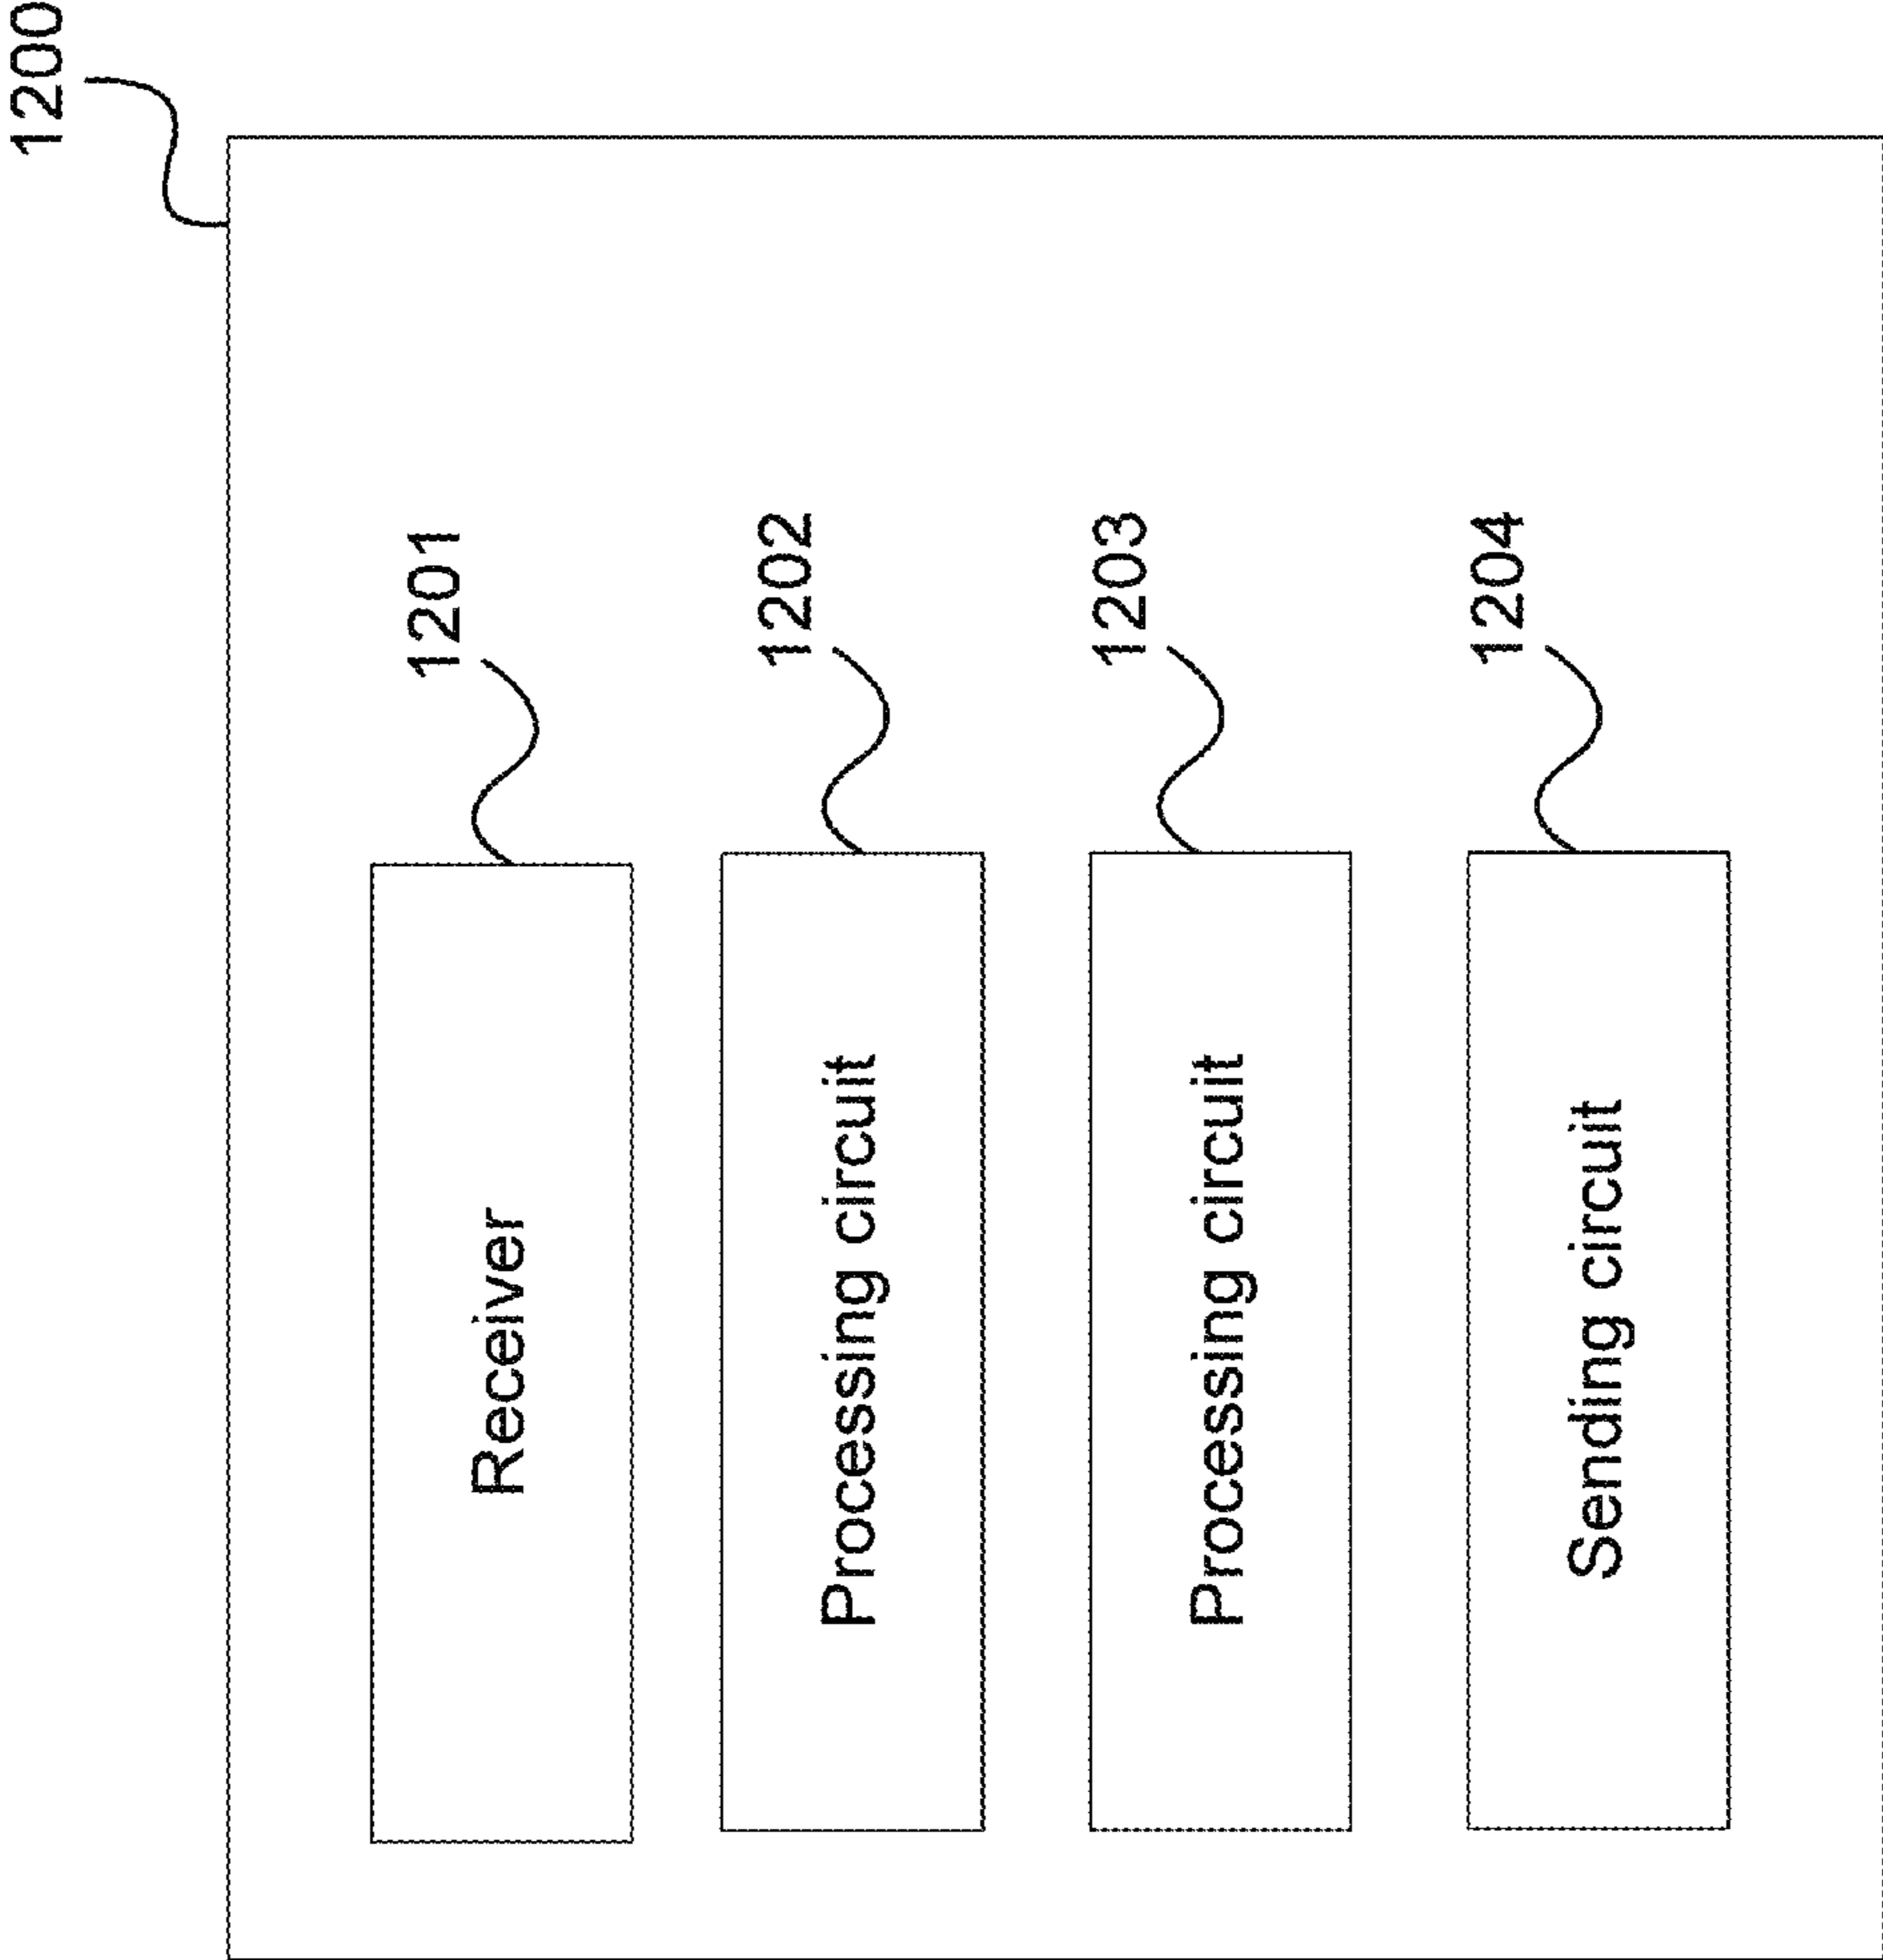 1200
1201
Receiver
1202
Processing circuit
1203
Processing circuit
1204
Sending circuit